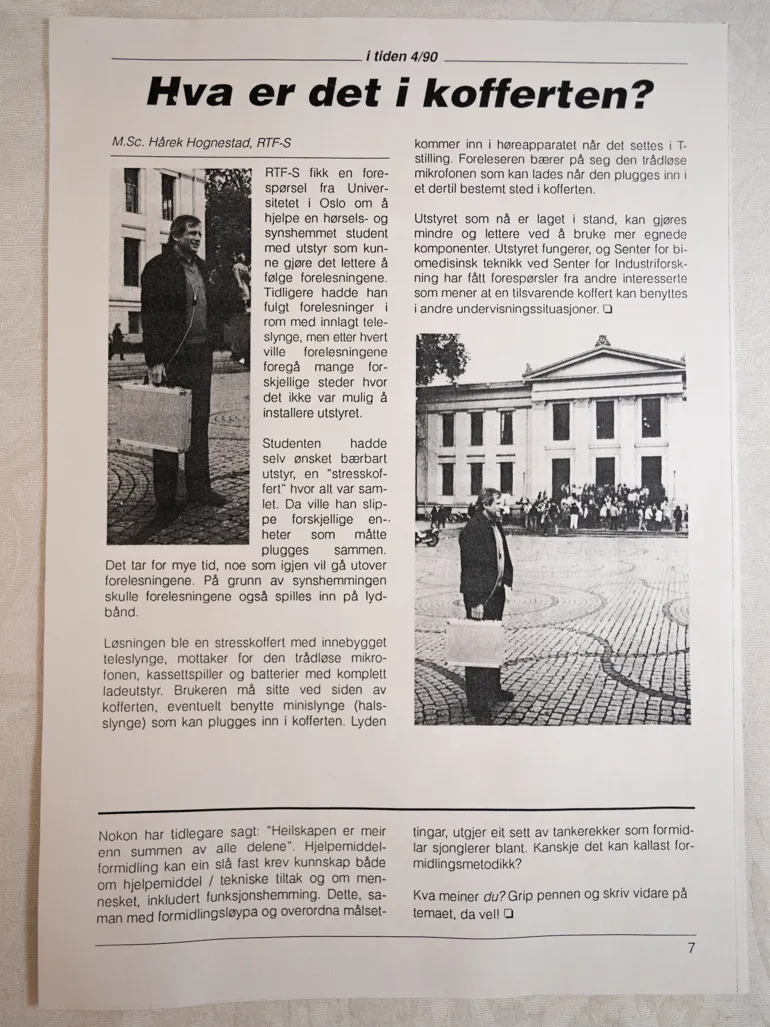 i tiden 4/90
Hva er det i kofferten?
M.Sc. Hårek Hognestad, RTF-S
RTF-S fikk en fore-
spørsel fra Univer-
sitetet i Oslo om å
hjelpe en hørsels- og
synshemmet student
med utstyr som kun-
ne gjøre det lettere å
følge forelesningene.
Tidligere hadde han
fulgt forelesninger i
rom med innlagt tele-
slynge, men etter hvert
ville forelesningene
foregå mange for-
skjellige steder hvor
det ikke var mulig å
installere utstyret.
Studenten hadde
selv ønsket bærbart
utstyr, en "stresskof-
fert" hvor alt var sam-
let. Da ville han slip-
pe forskjellige en-
heter som måtte
plugges sammen.
Det tar for mye tid, noe som igjen vil gå utover
forelesningene. På grunn av synshemmingen
skulle forelesningene også spilles inn på lyd-
bånd.
Løsningen ble en stresskoffert med innebygget
teleslynge, mottaker for den trådløse mikro-
fonen, kassettspiller og batterier med komplett
ladeutstyr. Brukeren må sitte ved siden av
kofferten, eventuelt benytte minislynge (hals-
slynge) som kan plugges inn i kofferten. Lyden
kommer inn i høreapparatet når det settes i T-
stilling. Foreleseren bærer på seg den trådløse
mikrofonen som kan lades når den plugges inn i
et dertil bestemt sted i kofferten.
Utstyret som nå er laget i stand, kan gjøres
mindre og lettere ved å bruke mer egnede
komponenter. Utstyret fungerer, og Senter for bi-
omedisinsk teknikk ved Senter for Industriforsk-
ning har fått forespørsler fra andre interesserte
som mener at en tilsvarende koffert kan benyttes
i andre undervisningssituasjoner. ❏
Nokon har tidlegare sagt: "Heilskapen er meir
enn summen av alle delene". Hjelpemiddel-
formidling kan ein slå fast krev kunnskap både
om hjelpemiddel / tekniske tiltak og om men-
nesket, inkludert funksjonshemming. Dette, sa-
man med formidlingsløypa og overordna målset-
tingar, utgjer eit sett av tankerekker som formid-
lar sjonglerer blant. Kanskje det kan kallast for-
midlingsmetodikk?
Kva meiner du? Grip pennen og skriv vidare på
temaet, da vel! ❏
7